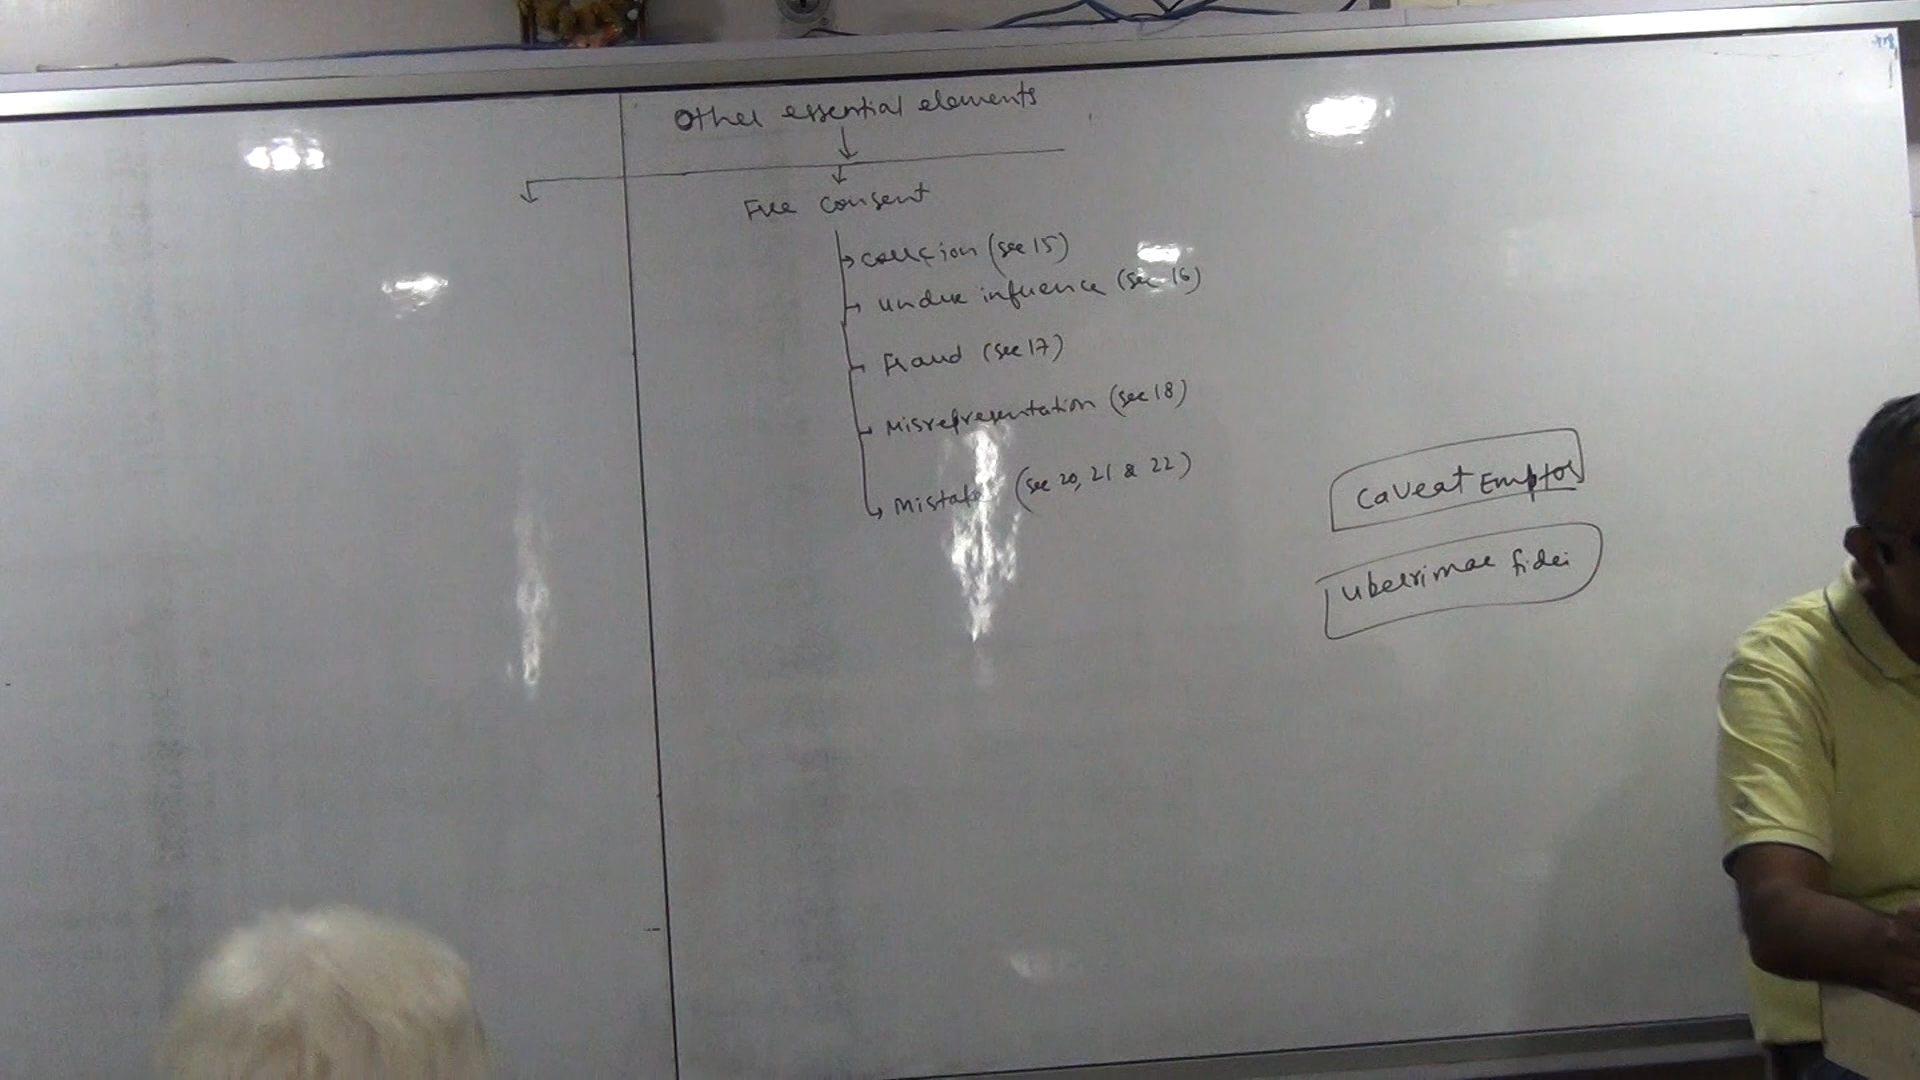 Other essential elements
Free consent
coercion (sec 15)
undue influence (sec 16)
Fraud (sec 17)
Misrepresentation (sec 18)
Mistake (sec 20, 21 & 22)
Caveat Emptor
uberrimae fidei